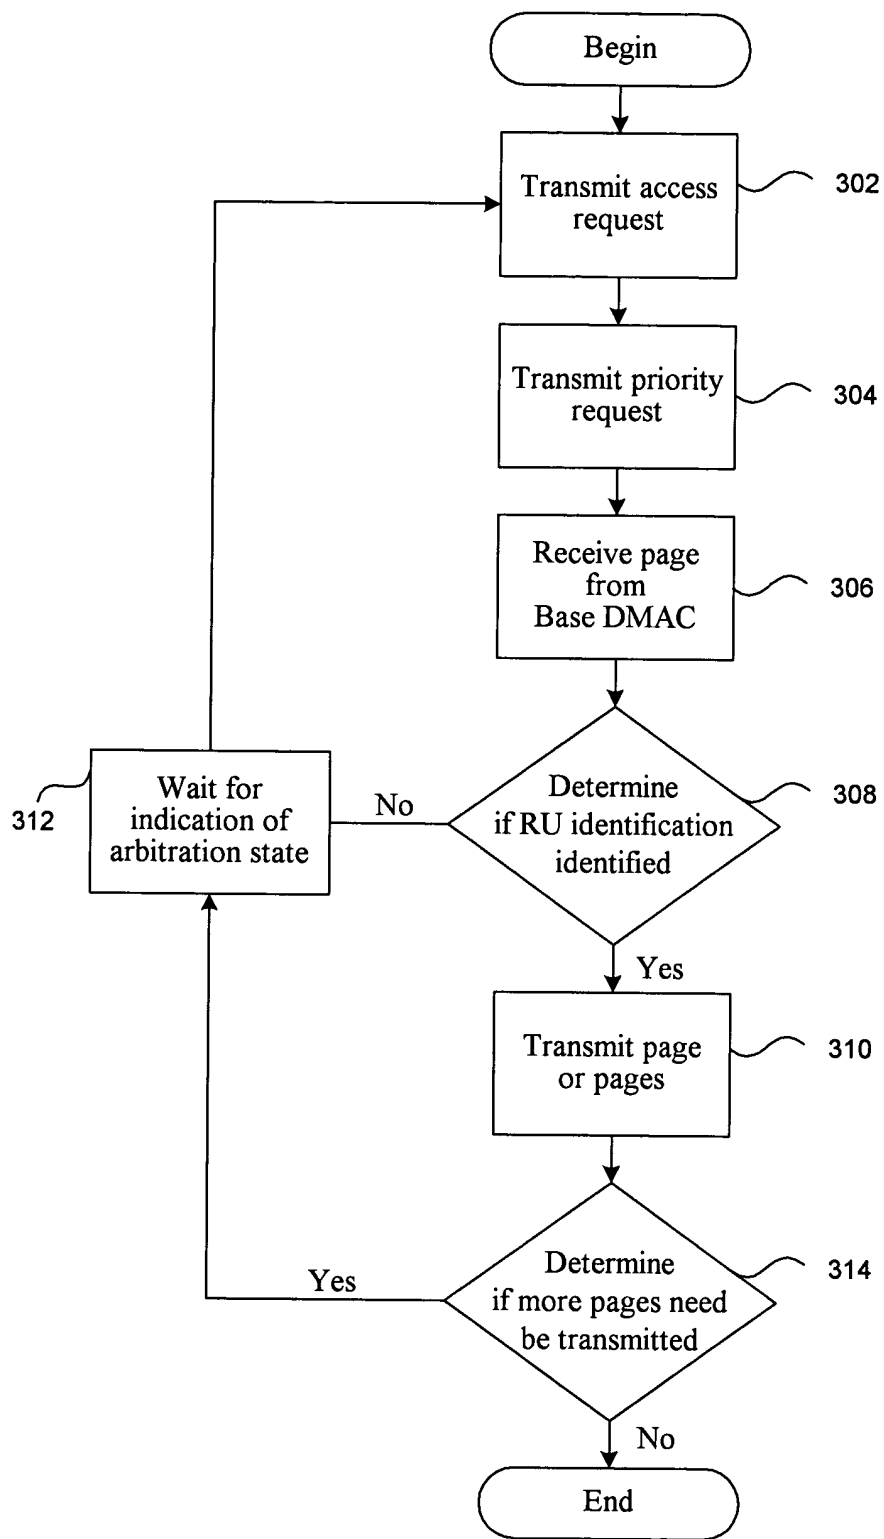 Begin
Transmit access
request
302
Transmit priority
request
304
Receive page
from
Base DMAC
306
Determine
if RU identification
identified
308
No
Wait for
indication of
arbitration state
312
Yes
Transmit page
or pages
310
Determine
if more pages need
be transmitted
314
Yes
No
End